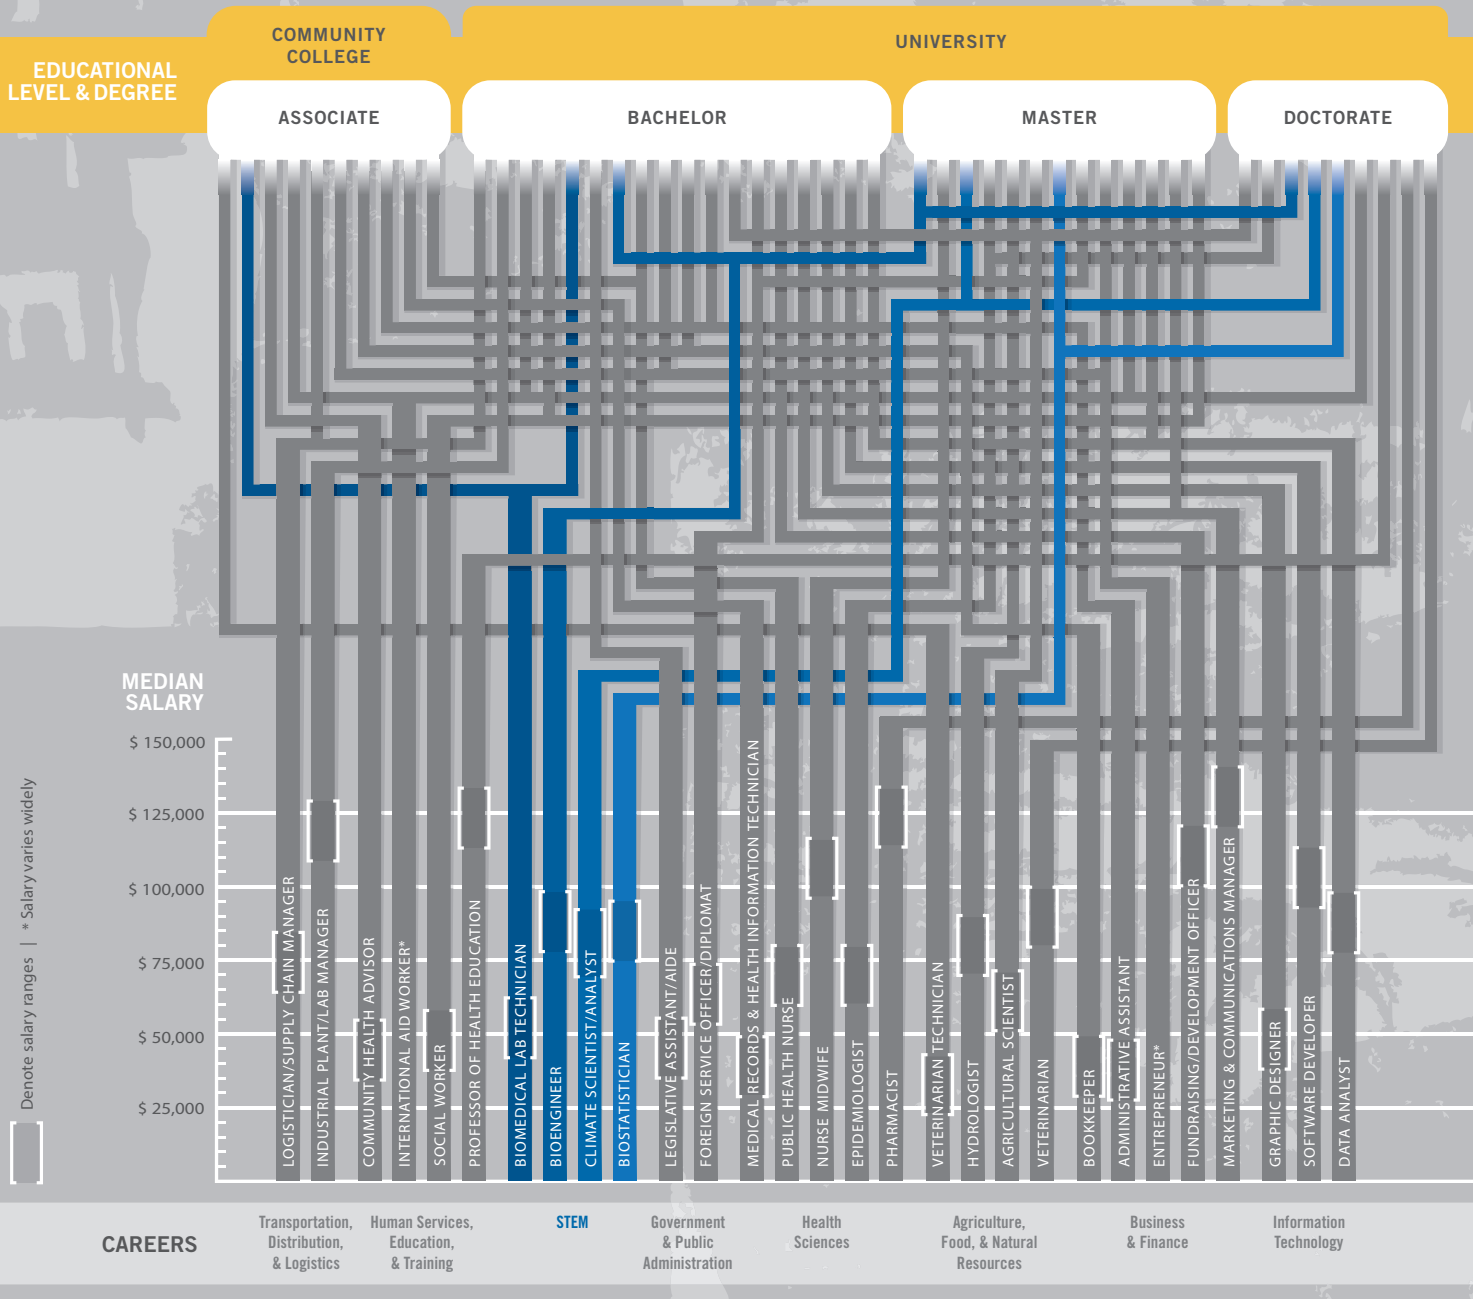 COMMUNITY
COLLEGE
UNIVERSITY
EDUCATIONAL
LEVEL & DEGREE
ASSOCIATE
BACHELOR
MASTER
DOCTORATE
MEDIAN
SALARY
$ 150,000
$ 125,000
$ 100,000
$ 75,000
$ 50,000
$ 25,000
Denote salary ranges | * Salary varies widely
LOGISTICIAN/SUPPLY CHAIN MANAGER
INDUSTRIAL PLANT/LAB MANAGER
COMMUNITY HEALTH ADVISOR
INTERNATIONAL AID WORKER*
SOCIAL WORKER
PROFESSOR OF HEALTH EDUCATION
BIOMEDICAL LAB TECHNICIAN
BIOENGINEER
CLIMATE SCIENTIST/ANALYST
BIOSTATISTICIAN
LEGISLATIVE ASSISTANT/AIDE
FOREIGN SERVICE OFFICER/DIPLOMAT
MEDICAL RECORDS & HEALTH INFORMATION TECHNICIAN
PUBLIC HEALTH NURSE
NURSE MIDWIFE
EPIDEMIOLOGIST
PHARMACIST
VETERINARIAN TECHNICIAN
HYDROLOGIST
AGRICULTURAL SCIENTIST
VETERINARIAN
BOOKKEEPER
ADMINISTRATIVE ASSISTANT
ENTREPRENEUR*
FUNDRAISING/DEVELOPMENT OFFICER
MARKETING & COMMUNICATIONS MANAGER
GRAPHIC DESIGNER
SOFTWARE DEVELOPER
DATA ANALYST
CAREERS
Transportation,
Distribution,
& Logistics
Human Services,
Education,
& Training
STEM
Government
& Public
Administration
Health
Sciences
Agriculture,
Food, & Natural
Resources
Business
& Finance
Information
Technology